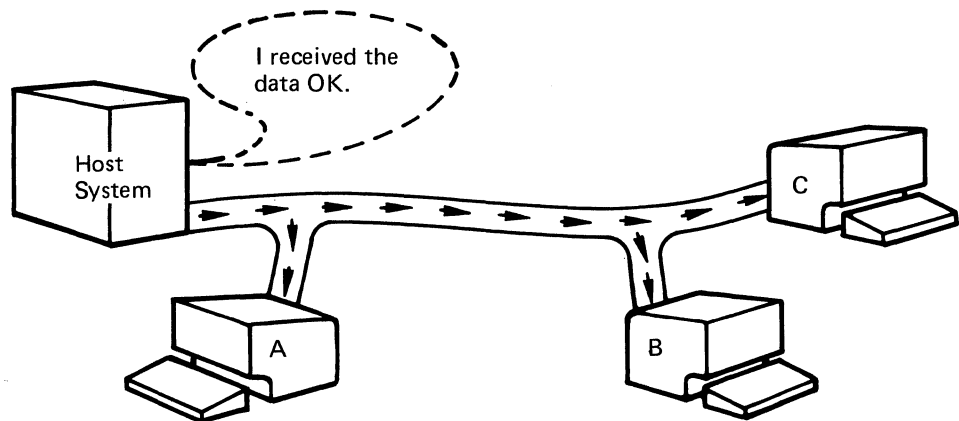 I received the
data OK.
Host
System
C
A
B